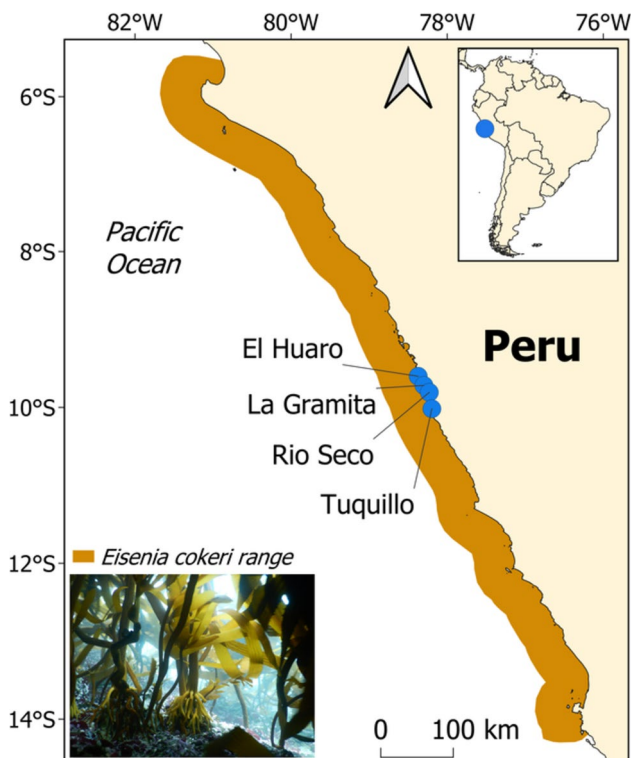 82°W 80°W 78°W 76°W
6°S
8°S
10°S
12°S
14°S
Pacific
Ocean
Peru
El Huaro
La Gramita
Rio Seco
Tuquillo
Eisenia cokeri range
0 100 km